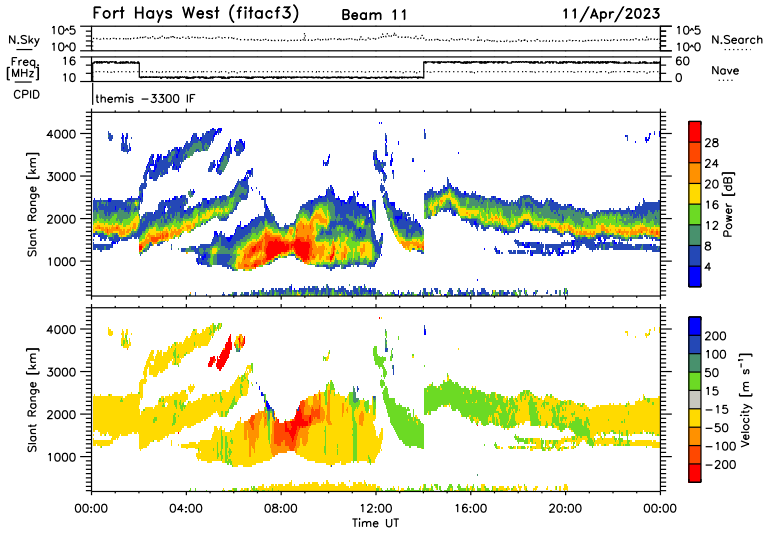 Fort Hays West (fitacf3) Beam 11 11/Apr/2023
N.Sky 10^5 10^0 10^5 10^0 N.Search
Freq. [MHz] 16 10 60 0 Nave
CPID themis -3300 IF
Slant Range [km] 4000 3000 2000 1000
Power [dB] 28 24 20 16 12 8 4
Slant Range [km] 4000 3000 2000 1000
Velocity [m s⁻¹] 200 100 50 15 -15 -50 -100 -200
00:00 04:00 08:00 12:00 16:00 20:00 00:00
Time UT